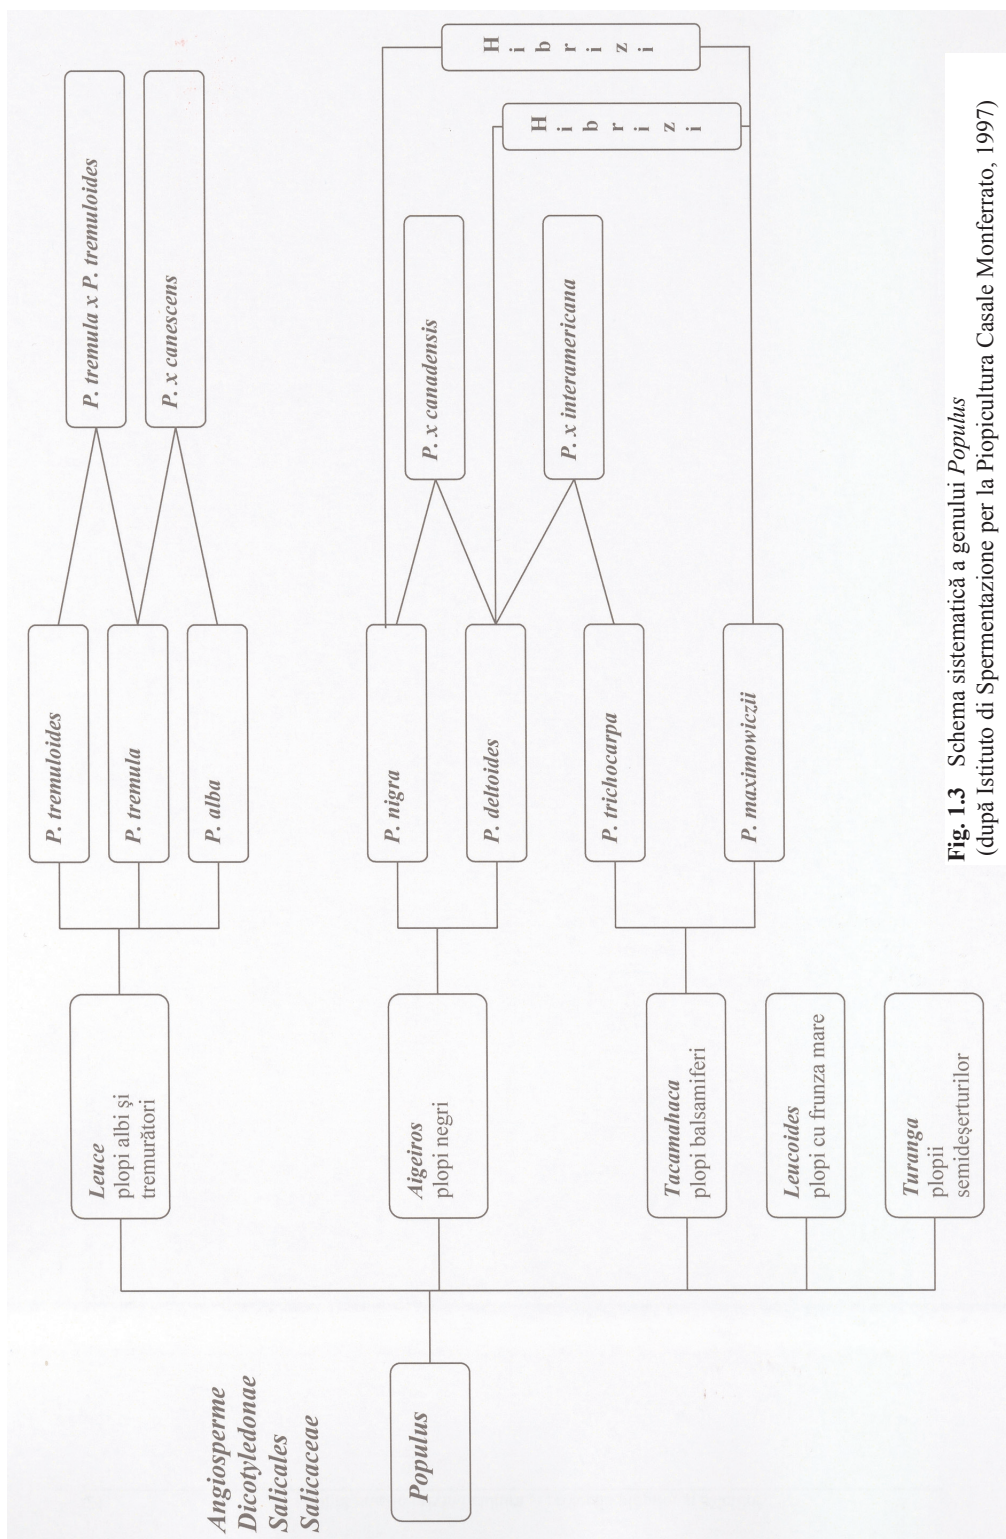 Angiosperme
Dicotyledonae
Salicales
Salicaceae
Populus
Leuce
plopi albi și
tremurători
Aigeiros
plopi negri
Tacamahaca
plopi balsamiferi
Leucoides
plopi cu frunza mare
Turanga
plopii
semideșerturilor
P. tremuloides
P. tremula
P. alba
P. nigra
P. deltoides
P. trichocarpa
P. maximowiczii
P. tremula x P. tremuloides
P. x canescens
P. x canadensis
P. x interamericana
H i b r i z i
H i b r i z i
Fig. 1.3 Schema sistematică a genului Populus
(după Istituto di Spermentazione per la Piopicultura Casale Monferrato, 1997)